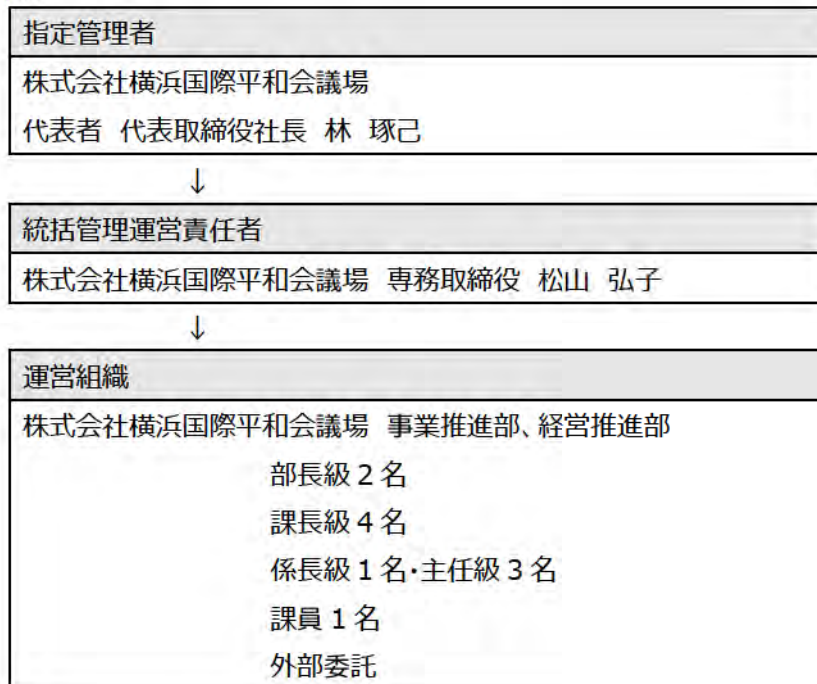 指定管理者
株式会社横浜国際平和会議場
代表者 代表取締役社長 林 琢己
↓
統括管理運営責任者
株式会社横浜国際平和会議場 専務取締役 松山 弘子
↓
運営組織
株式会社横浜国際平和会議場 事業推進部、経営推進部
部長級 2 名
課長級 4 名
係長級 1 名・主任級 3 名
課員 1 名
外部委託